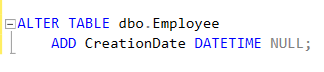 ALTER TABLE dbo.Employee
    ADD CreationDate DATETIME NULL;